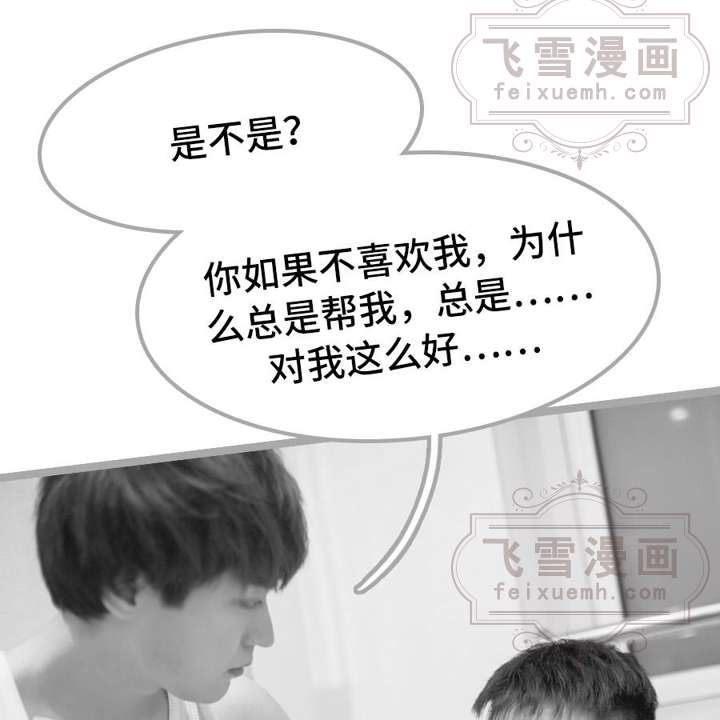 飞雪漫画
feixuemh.com
是不是？
你如果不喜欢我，为什
么总是帮我，总是……
对我这么好……
飞雪漫画
feixuemh.com